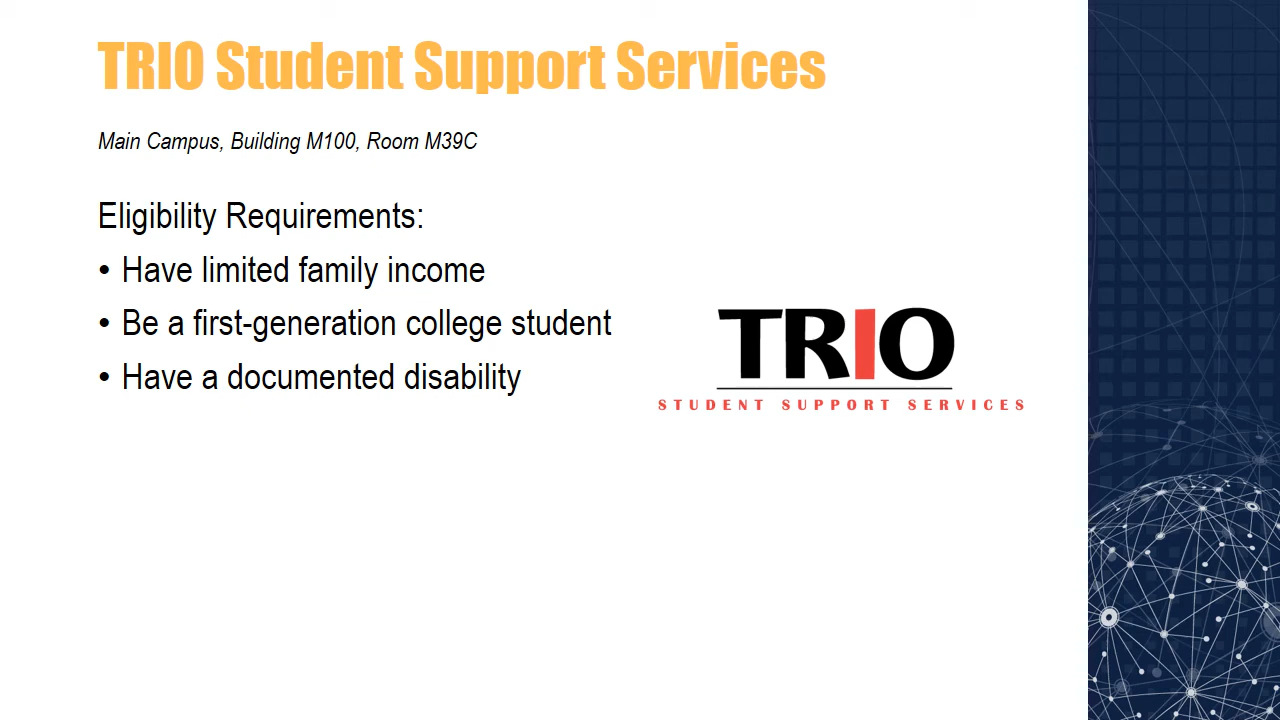 TRIO Student Support Services
Main Campus, Building M100, Room M39C
Eligibility Requirements:
• Have limited family income
• Be a first-generation college student
• Have a documented disability
TRIO
STUDENT SUPPORT SERVICES